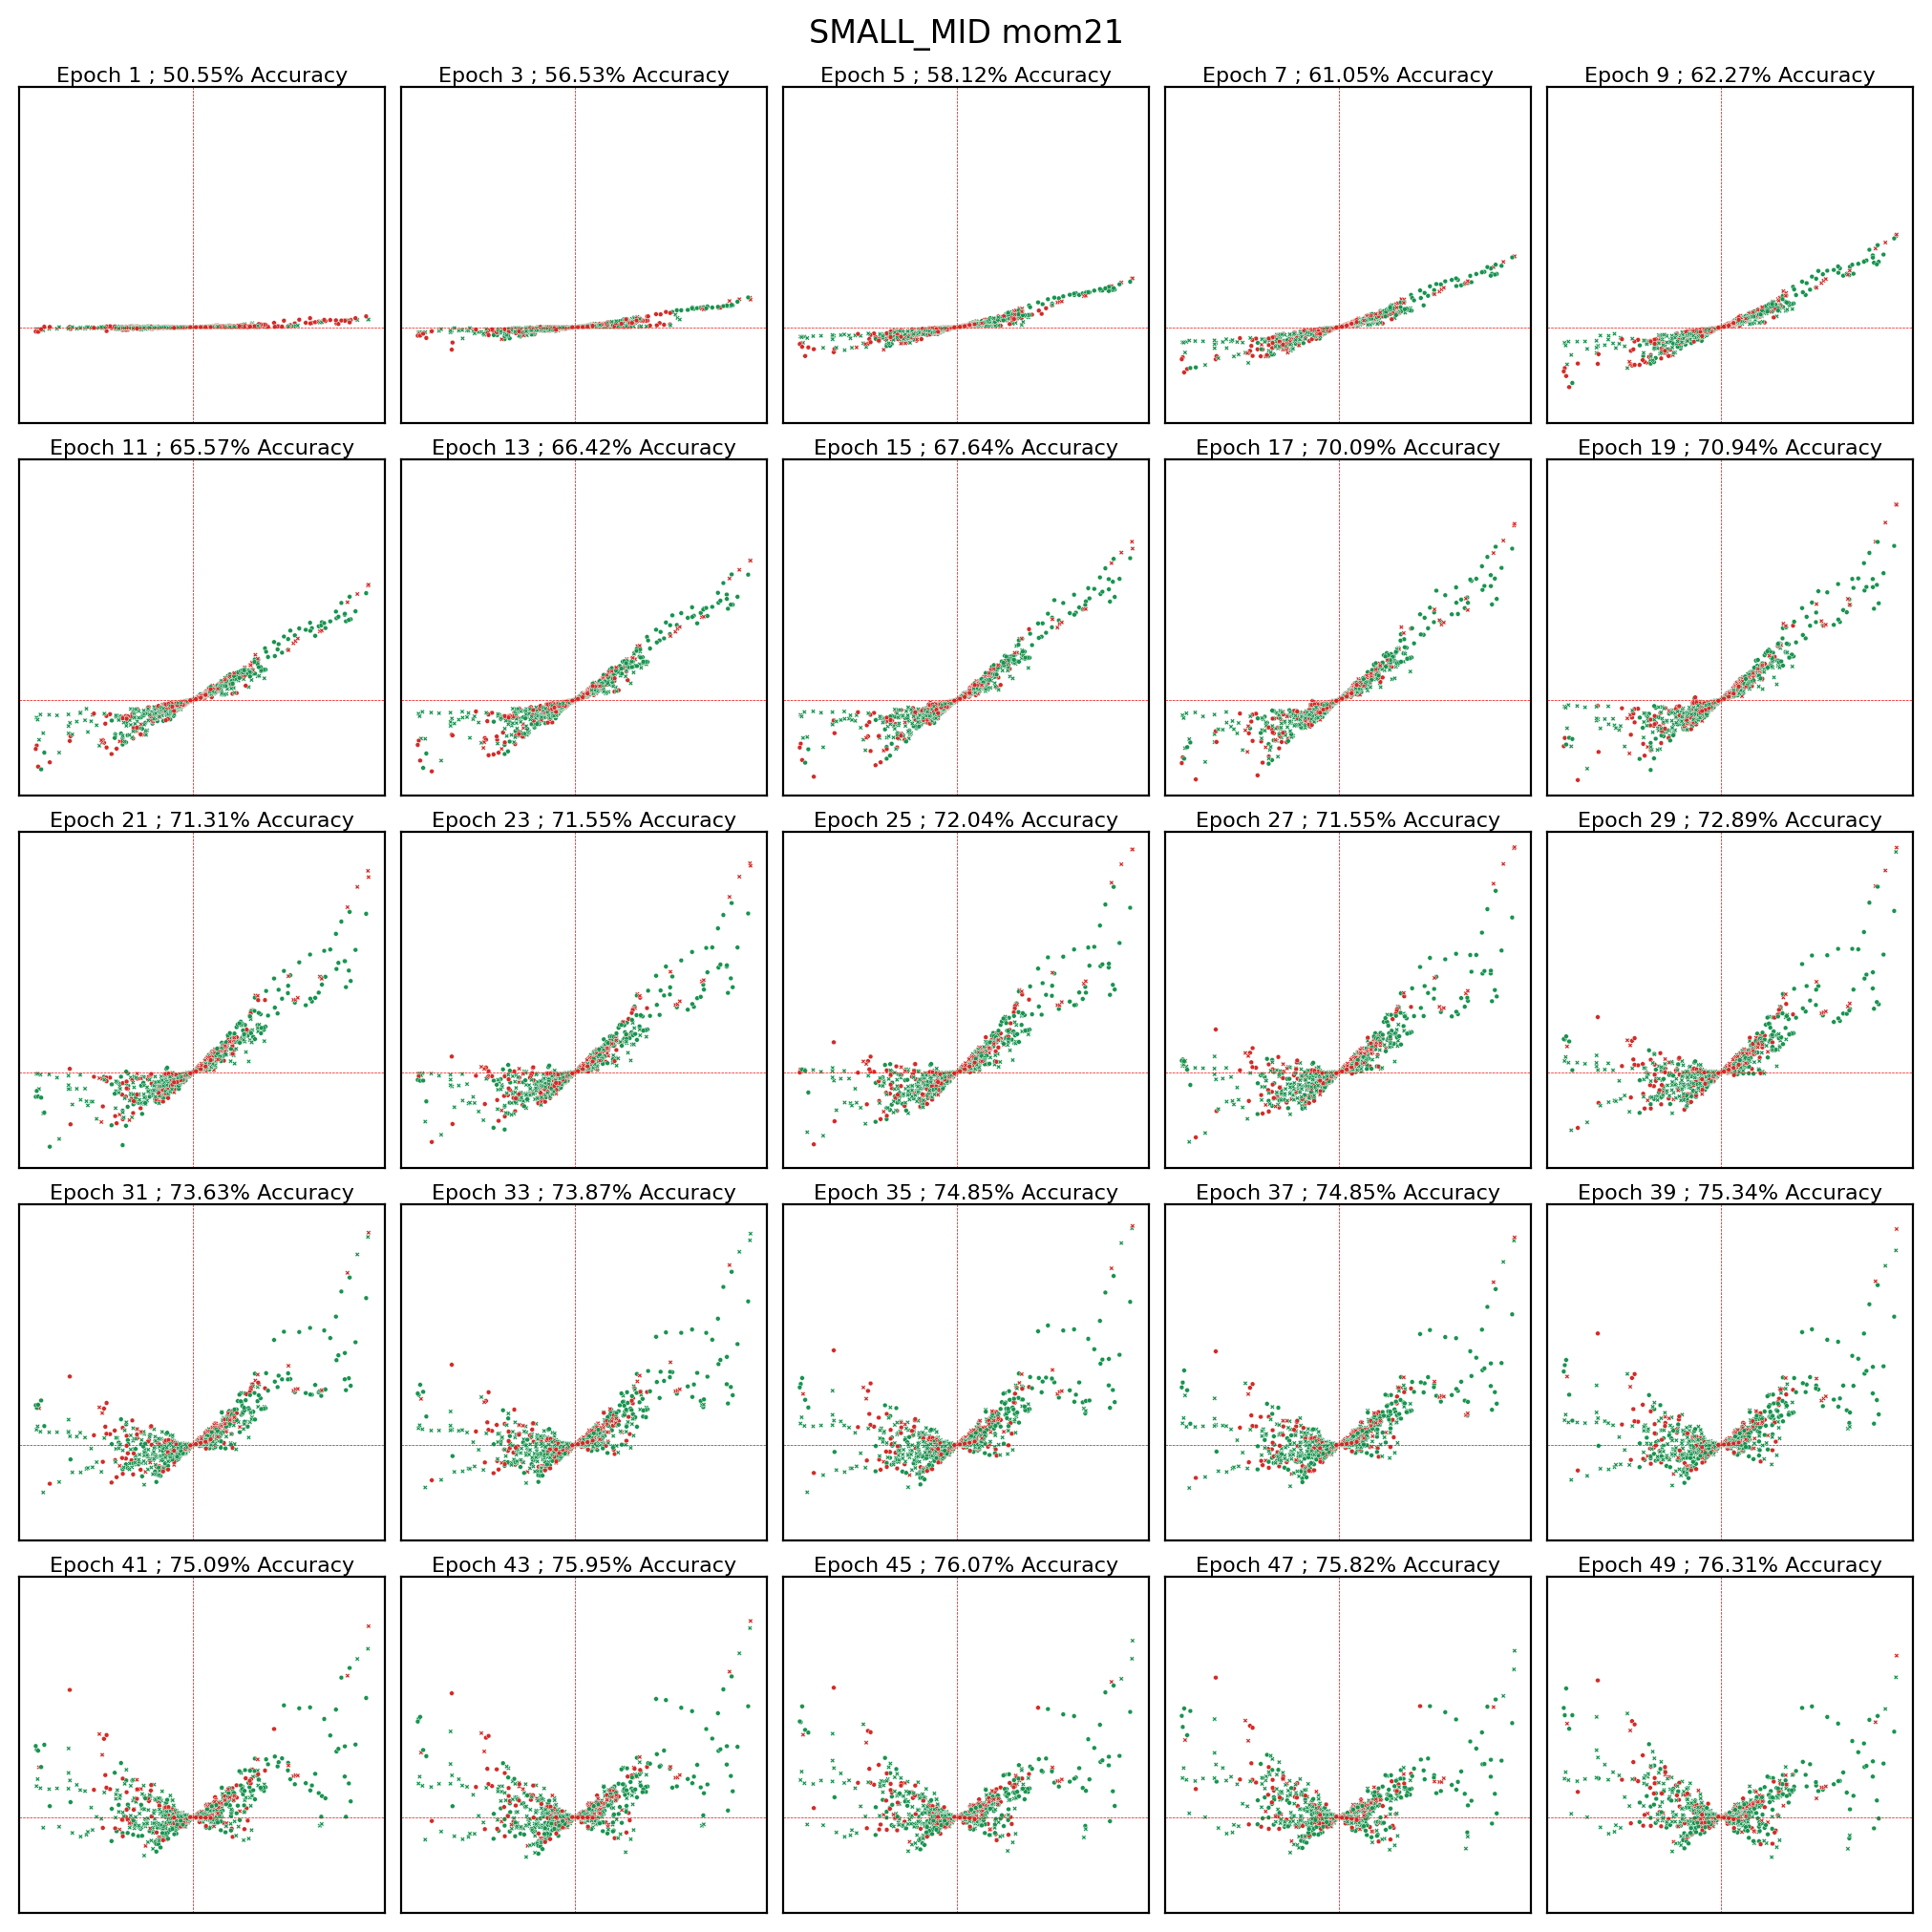 SMALL_MID mom21
Epoch 1 ; 50.55% Accuracy
Epoch 3 ; 56.53% Accuracy
Epoch 5 ; 58.12% Accuracy
Epoch 7 ; 61.05% Accuracy
Epoch 9 ; 62.27% Accuracy
Epoch 11 ; 65.57% Accuracy
Epoch 13 ; 66.42% Accuracy
Epoch 15 ; 67.64% Accuracy
Epoch 17 ; 70.09% Accuracy
Epoch 19 ; 70.94% Accuracy
Epoch 21 ; 71.31% Accuracy
Epoch 23 ; 71.55% Accuracy
Epoch 25 ; 72.04% Accuracy
Epoch 27 ; 71.55% Accuracy
Epoch 29 ; 72.89% Accuracy
Epoch 31 ; 73.63% Accuracy
Epoch 33 ; 73.87% Accuracy
Epoch 35 ; 74.85% Accuracy
Epoch 37 ; 74.85% Accuracy
Epoch 39 ; 75.34% Accuracy
Epoch 41 ; 75.09% Accuracy
Epoch 43 ; 75.95% Accuracy
Epoch 45 ; 76.07% Accuracy
Epoch 47 ; 75.82% Accuracy
Epoch 49 ; 76.31% Accuracy